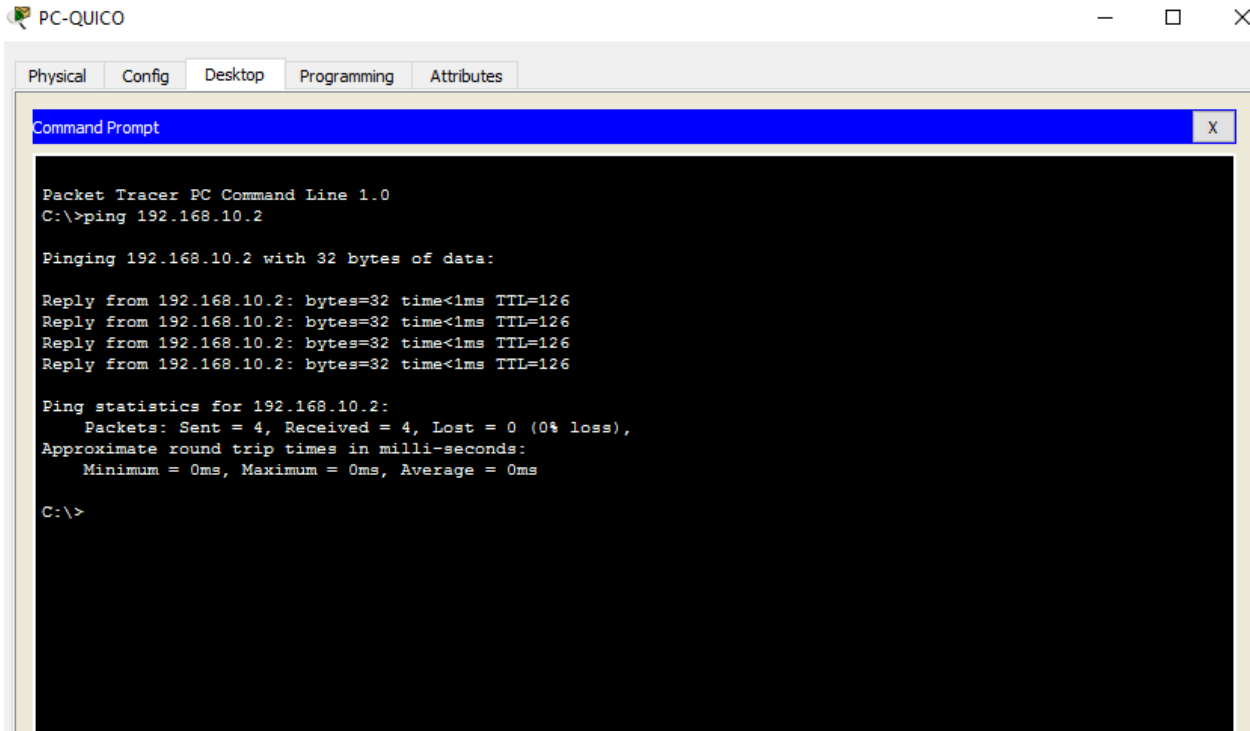 PC-QUICO
Physical Config Desktop Programming Attributes
Command Prompt X
Packet Tracer PC Command Line 1.0
C:\>ping 192.168.10.2
Pinging 192.168.10.2 with 32 bytes of data:
Reply from 192.168.10.2: bytes=32 time<1ms TTL=126
Reply from 192.168.10.2: bytes=32 time<1ms TTL=126
Reply from 192.168.10.2: bytes=32 time<1ms TTL=126
Reply from 192.168.10.2: bytes=32 time<1ms TTL=126
Ping statistics for 192.168.10.2:
Packets: Sent = 4, Received = 4, Lost = 0 (0% loss),
Approximate round trip times in milli-seconds:
Minimum = 0ms, Maximum = 0ms, Average = 0ms
C:\>